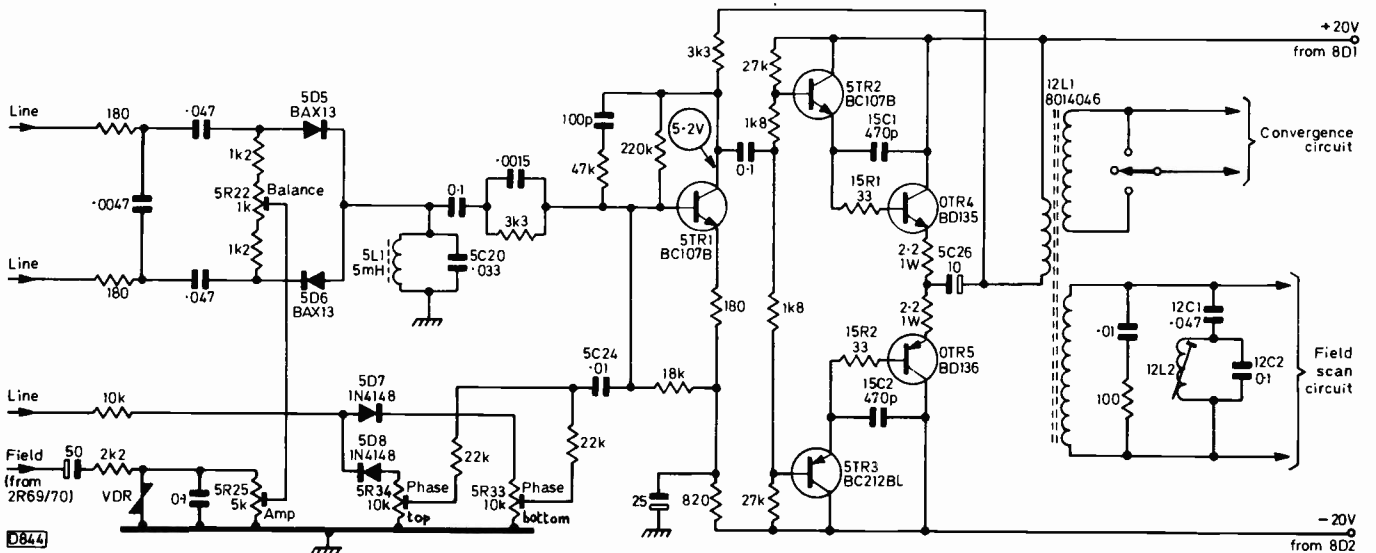 3k3
+20V
from 8D1
27k
5TR2
BC107B
12L1
8014046
5D5
BAX13
Line
180
·047
100p
5·2V
1k8
15C1
470p
Convergence
circuit
1k2
·0015
47k
220k
0·1
5R22
1k
Balance
·0047
0·1
3k3
15R1
33
0TR4
BD135
1k2
5L1
5mH
5C20
·033
5TR1
BC107B
2·2
1W
5C26
10
Line
180
·047
5D6
BAX13
180
1k8
2·2
1W
15R2
33
0TR5
BD136
·01
12C1
·047
12L2
12C2
0·1
Field
scan
circuit
5C24
·01
18k
15C2
470p
100
Line
10k
5D7
1N4148
5D8
1N4148
22k
22k
Field
(from
2R69/70)
50
2k2
VDR
5R25
5k
Amp
5R34
10k
Phase
top
5R33
10k
Phase
bottom
25
820
27k
5TR3
BC212BL
D844
-20V
from 8D2